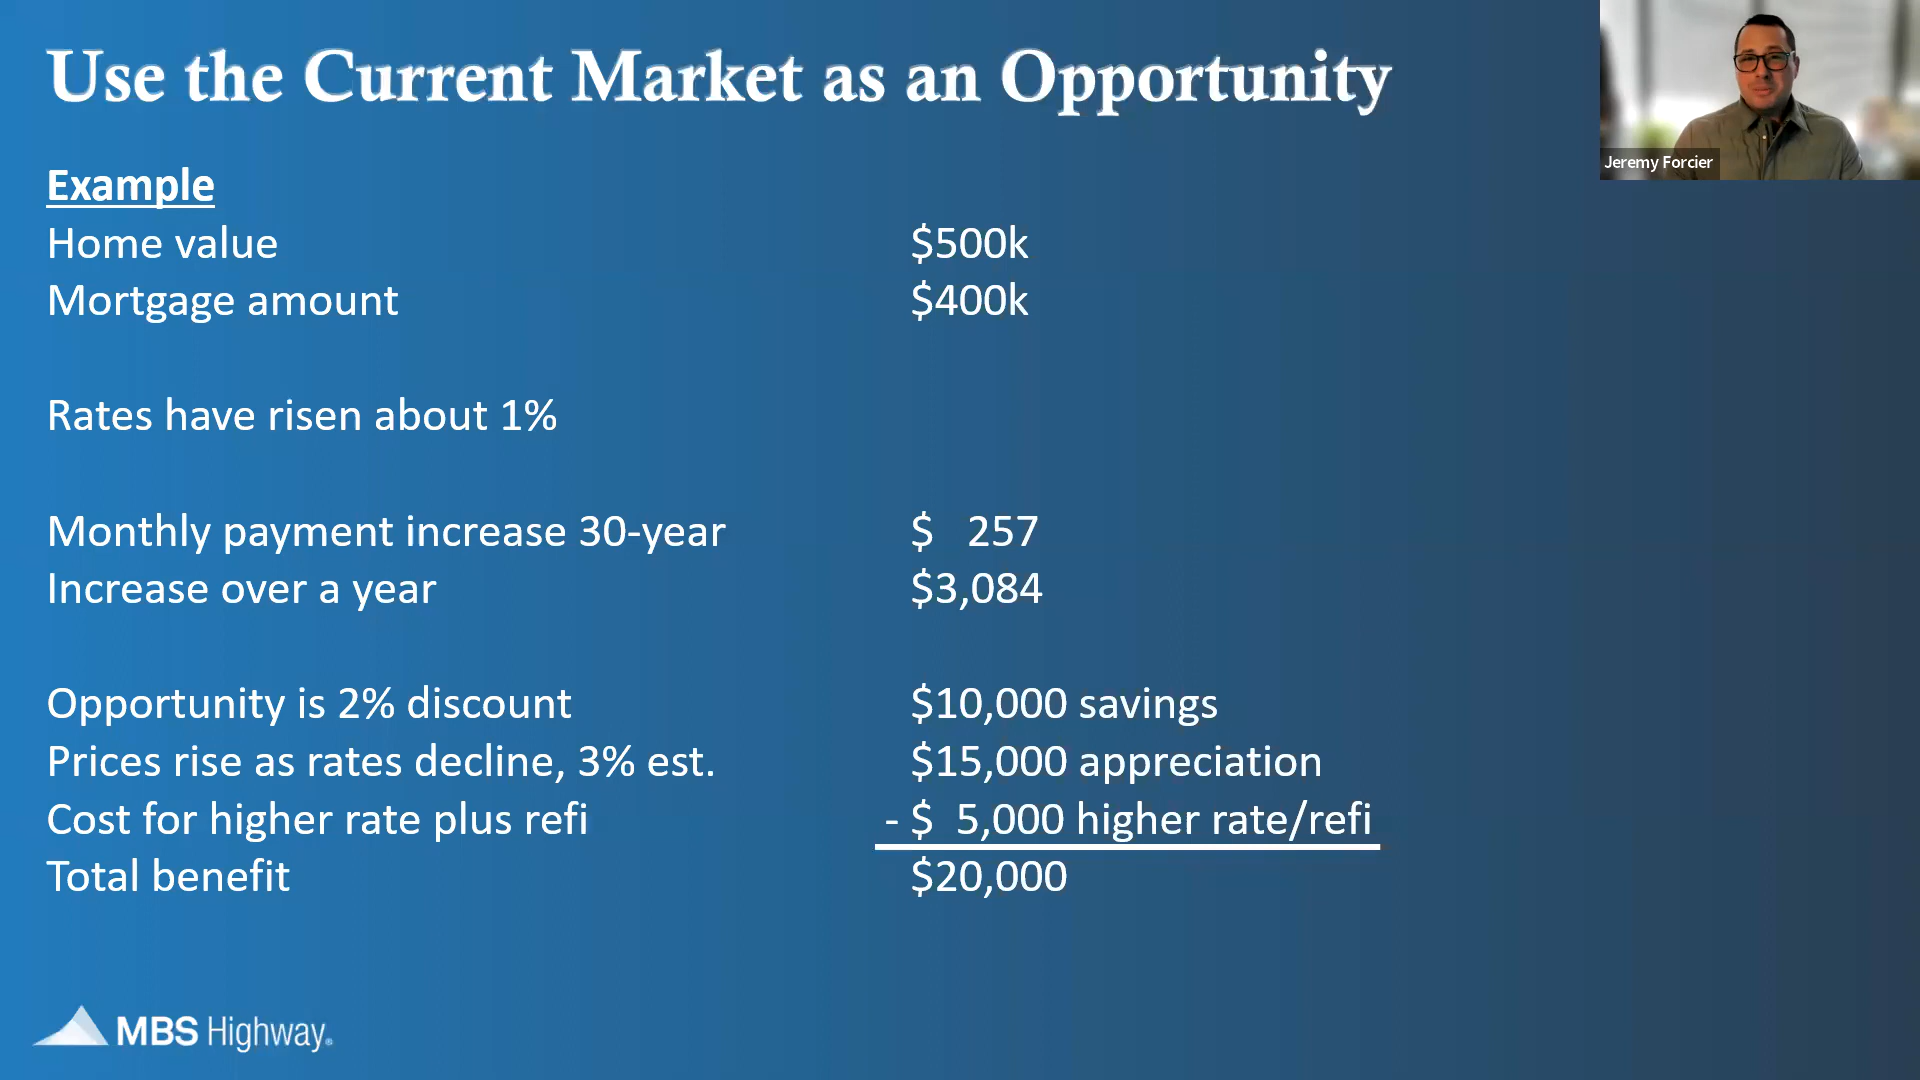 Use the Current Market as an Opportunity
Jeremy Forcier
Example
Home value $500k
Mortgage amount $400k
Rates have risen about 1%
Monthly payment increase 30-year $ 257
Increase over a year $3,084
Opportunity is 2% discount $10,000 savings
Prices rise as rates decline, 3% est. $15,000 appreciation
Cost for higher rate plus refi - $ 5,000 higher rate/refi
Total benefit $20,000
MBS Highway®